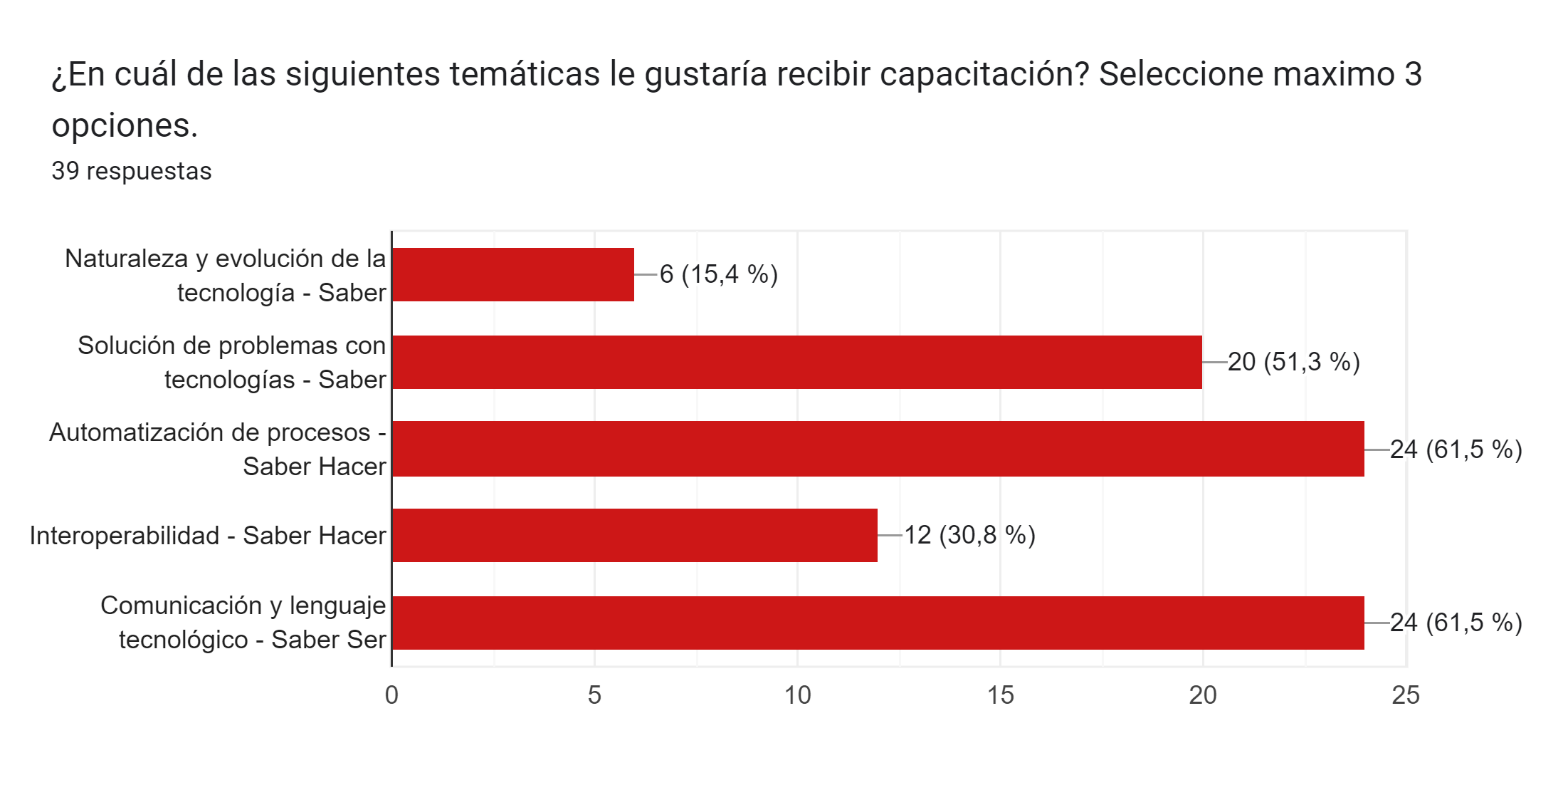 ¿En cuál de las siguientes temáticas le gustaría recibir capacitación? Seleccione maximo 3
opciones.
39 respuestas
Naturaleza y evolución de la
tecnología - Saber
6 (15,4 %)
Solución de problemas con
tecnologías - Saber
20 (51,3 %)
Automatización de procesos -
Saber Hacer
24 (61,5 %)
Interoperabilidad - Saber Hacer
12 (30,8 %)
Comunicación y lenguaje
tecnológico - Saber Ser
24 (61,5 %)
0 5 10 15 20 25